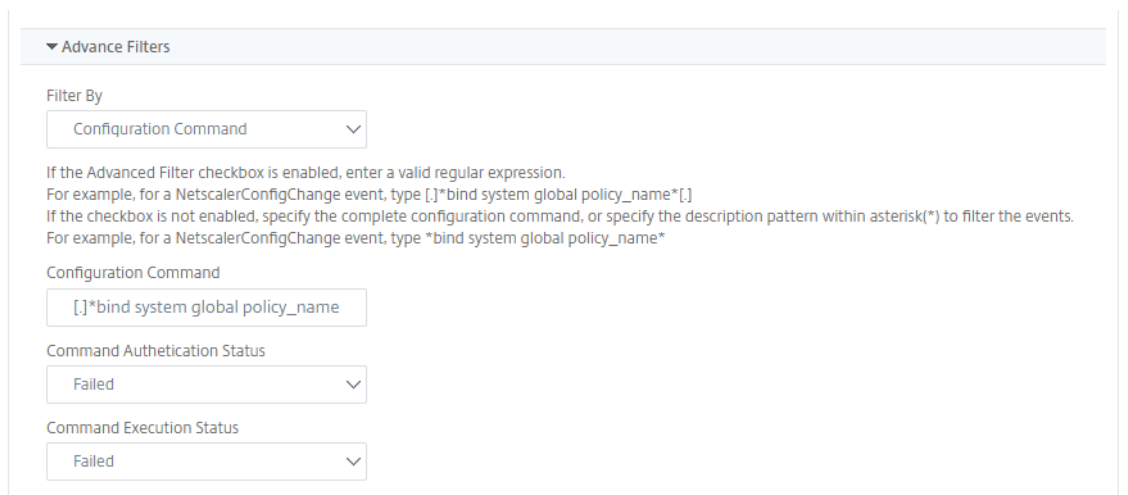 Advance Filters
Filter By
Configuration Command
If the Advanced Filter checkbox is enabled, enter a valid regular expression.
For example, for a NetscalerConfigChange event, type [.]*bind system global policy_name*[.]
If the checkbox is not enabled, specify the complete configuration command, or specify the description pattern within asterisk(*) to filter the events.
For example, for a NetscalerConfigChange event, type *bind system global policy_name*
Configuration Command
[.]*bind system global policy_name
Command Authetication Status
Failed
Command Execution Status
Failed